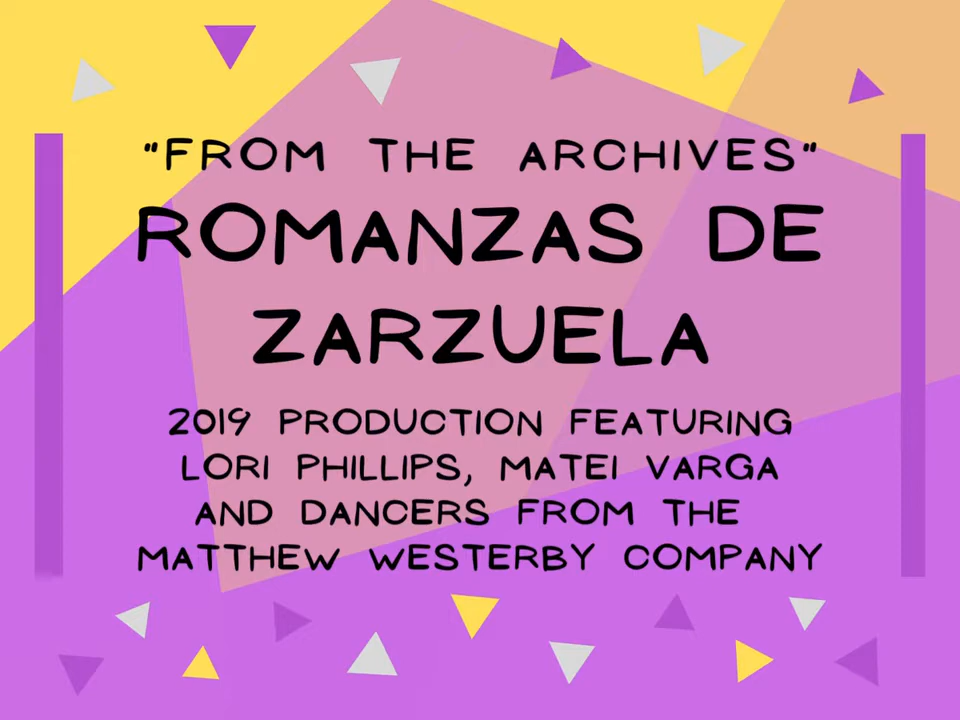 "FROM THE ARCHIVES"
ROMANZAS DE
ZARZUELA
2019 PRODUCTION FEATURING
LORI PHILLIPS, MATEI VARGA
AND DANCERS FROM THE
MATTHEW WESTERBY COMPANY